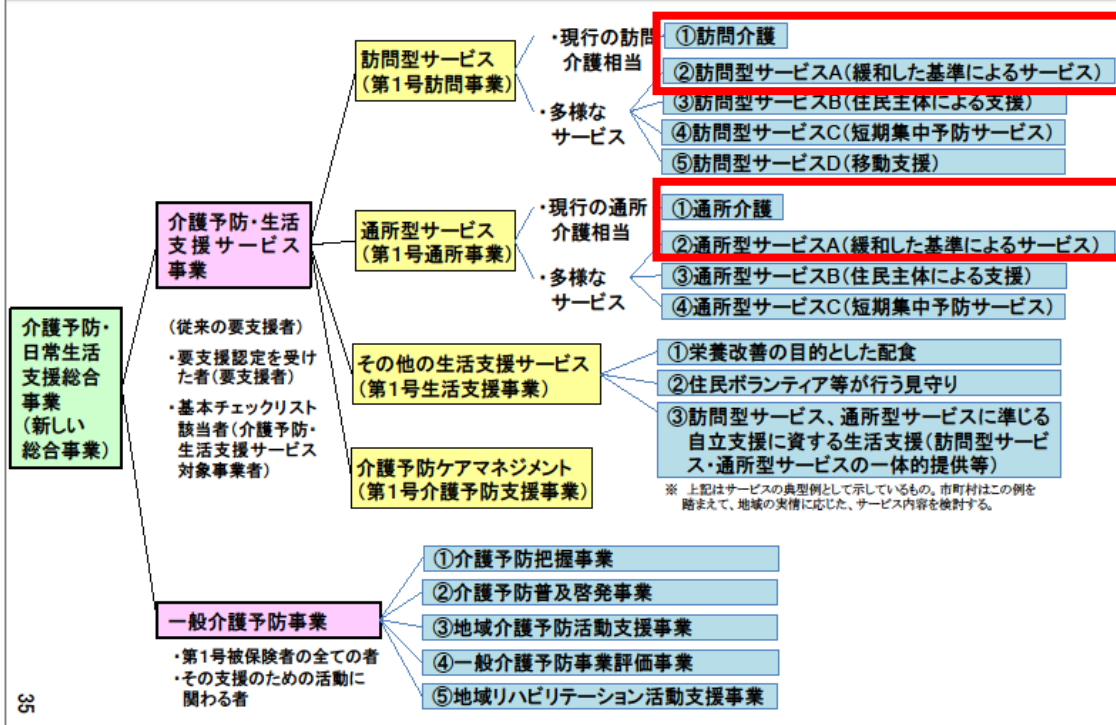 介護予防・
日常生活
支援総合
事業
(新しい
総合事業)
介護予防・生活
支援サービス
事業
(従来の要支援者)
・要支援認定を受け
た者(要支援者)
・基本チェックリスト
該当者(介護予防・
生活支援サービス
対象事業者)
訪問型サービス
(第1号訪問事業)
・現行の訪問
介護相当
①訪問介護
・多様な
サービス
②訪問型サービスA(緩和した基準によるサービス)
③訪問型サービスB(住民主体による支援)
④訪問型サービスC(短期集中予防サービス)
⑤訪問型サービスD(移動支援)
通所型サービス
(第1号通所事業)
・現行の通所
介護相当
①通所介護
・多様な
サービス
②通所型サービスA(緩和した基準によるサービス)
③通所型サービスB(住民主体による支援)
④通所型サービスC(短期集中予防サービス)
その他の生活支援サービス
(第1号生活支援事業)
①栄養改善の目的とした配食
②住民ボランティア等が行う見守り
③訪問型サービス、通所型サービスに準じる
自立支援に資する生活支援(訪問型サービ
ス・通所型サービスの一体的提供等)
※ 上記はサービスの典型例として示しているもの。市町村はこの例を
踏まえて、地域の実情に応じた、サービス内容を検討する。
介護予防ケアマネジメント
(第1号介護予防支援事業)
一般介護予防事業
・第1号被保険者の全ての者
・その支援のための活動に
関わる者
①介護予防把握事業
②介護予防普及啓発事業
③地域介護予防活動支援事業
④一般介護予防事業評価事業
⑤地域リハビリテーション活動支援事業
35